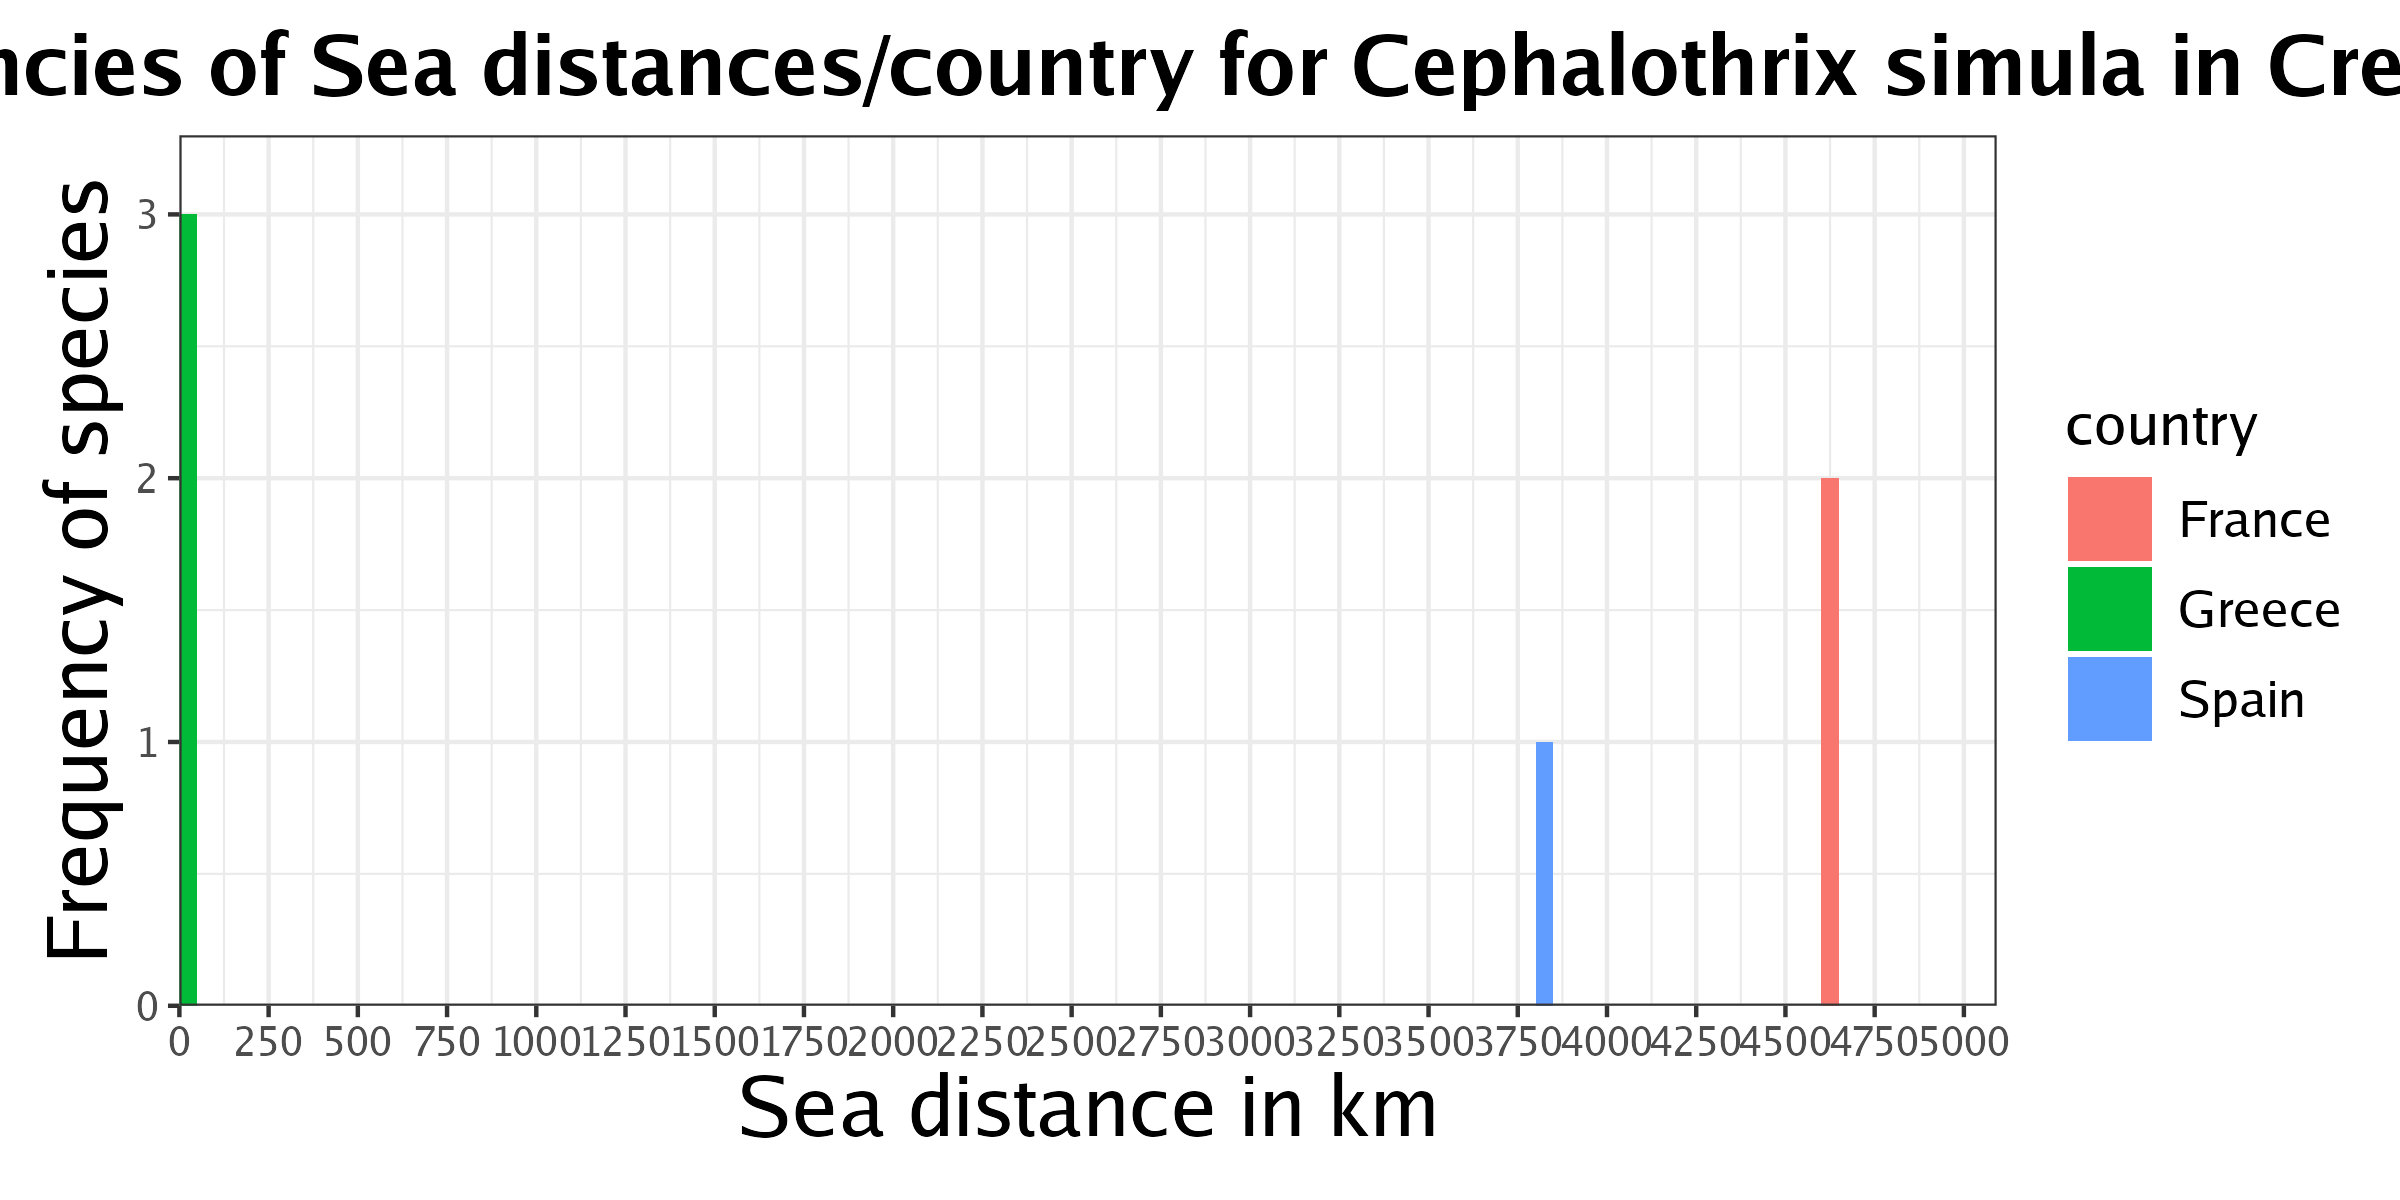 ncies of Sea distances/country for Cephalothrix simula in Cre
Frequency of species
3
2
1
0
0 250 500 750 1000 1250 1500 1750 2000 2250 2500 2750 3000 3250 3500 3750 4000 4250 4500 4750 5000
Sea distance in km
country
France
Greece
Spain